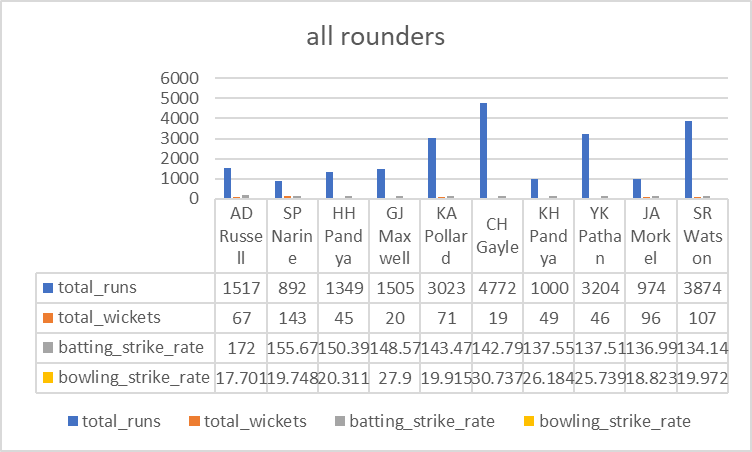 all rounders
6000
5000
4000
3000
2000
1000
0
AD Russell SP Narine HH Pandya GJ Maxwell KA Pollard CH Gayle KH Pandya YK Pathan JA Morkel SR Watson
total_runs 1517 892 1349 1505 3023 4772 1000 3204 974 3874
total_wickets 67 143 45 20 71 19 49 46 96 107
batting_strike_rate 172 155.67 150.39 148.57 143.47 142.79 137.55 137.51 136.99 134.14
bowling_strike_rate 17.701 19.748 20.311 27.9 19.915 30.737 26.184 25.739 18.823 19.972
total_runs total_wickets batting_strike_rate bowling_strike_rate